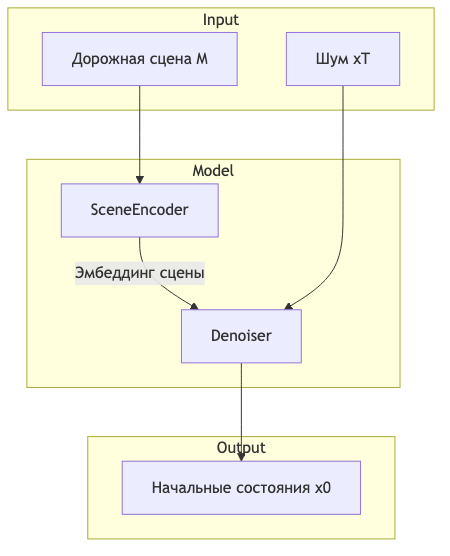 Input
Дорожная сцена M
Шум xT
Model
SceneEncoder
Эмбеддинг сцены
Denoiser
Output
Начальные состояния x0